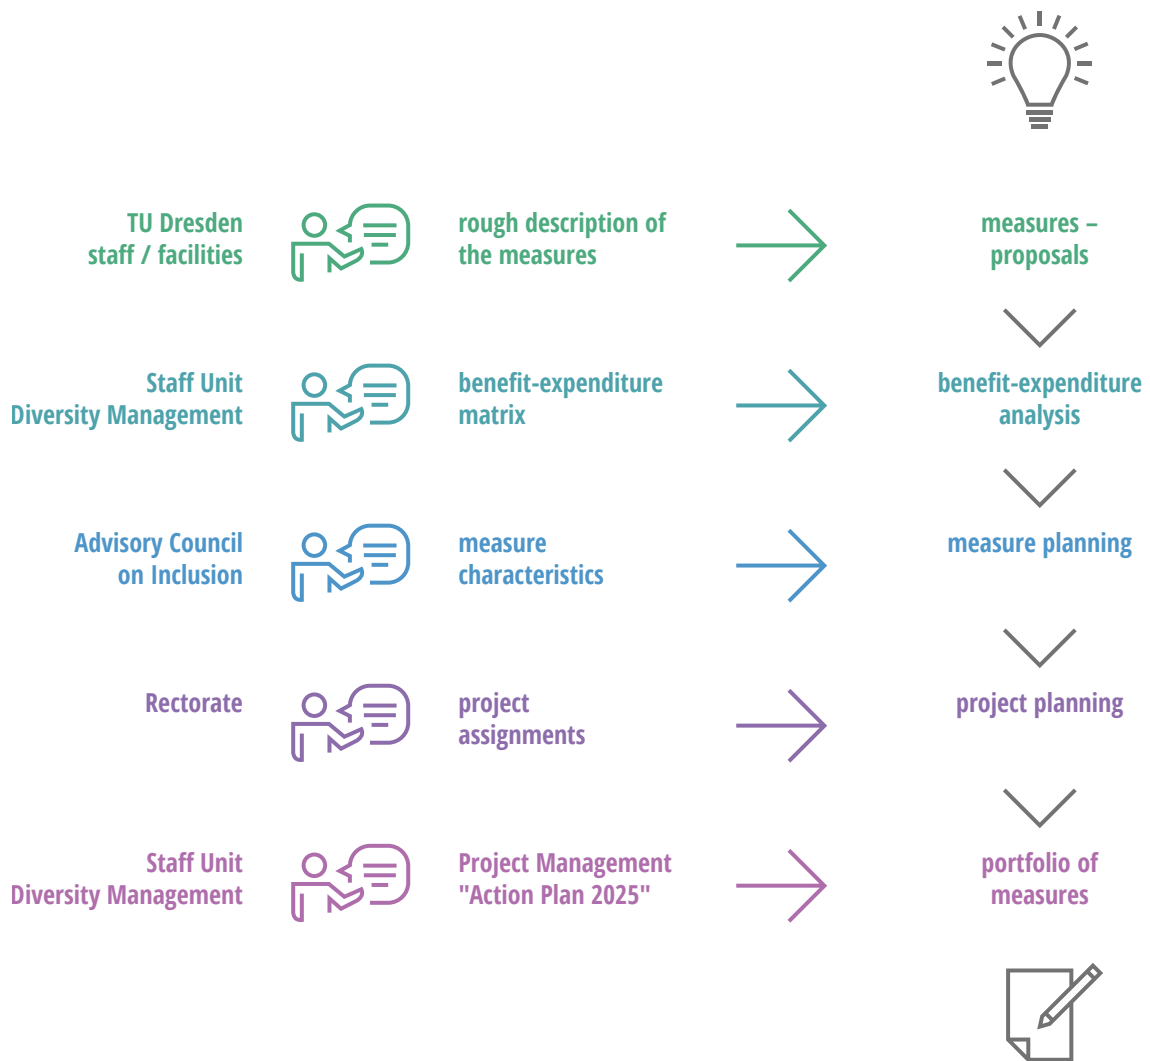 TU Dresden
staff / facilities
rough description of
the measures
measures –
proposals
Staff Unit
Diversity Management
benefit-expenditure
matrix
benefit-expenditure
analysis
Advisory Council
on Inclusion
measure
characteristics
measure planning
Rectorate
project
assignments
project planning
Staff Unit
Diversity Management
Project Management
"Action Plan 2025"
portfolio of
measures